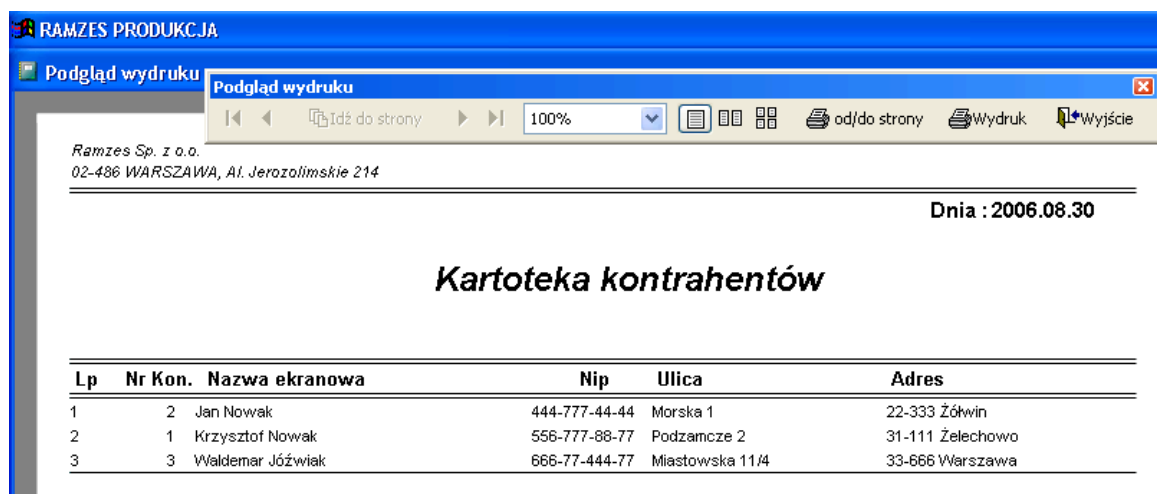 RAMZES PRODUKCJA
Podgląd wydruku
Podgląd wydruku
Idź do strony 100% od/do strony Wydruk Wyjście
Ramzes Sp. z o.o.
02-486 WARSZAWA, Al. Jerozolimskie 214
Dnia : 2006.08.30
Kartoteka kontrahentów
Lp Nr Kon. Nazwa ekranowa Nip Ulica Adres
1 2 Jan Nowak 444-777-44-44 Morska 1 22-333 Żółwin
2 1 Krzysztof Nowak 556-777-88-77 Podzamcze 2 31-111 Żelechowo
3 3 Waldemar Jóźwiak 666-77-444-77 Miastowska 11/4 33-666 Warszawa